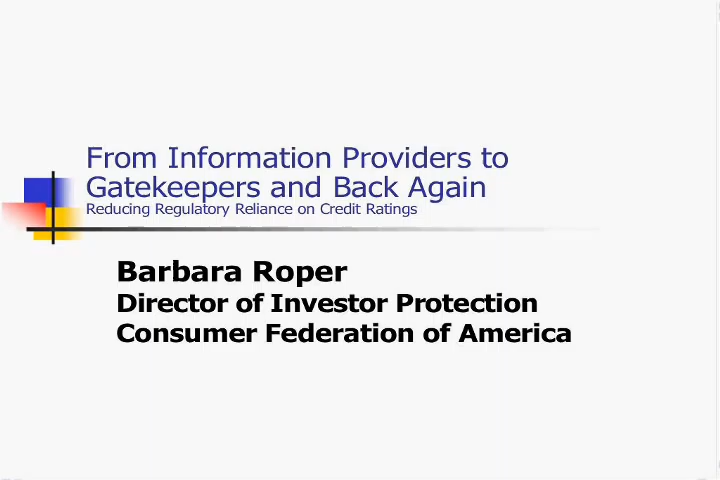 From Information Providers to
Gatekeepers and Back Again
Reducing Regulatory Reliance on Credit Ratings
Barbara Roper
Director of Investor Protection
Consumer Federation of America